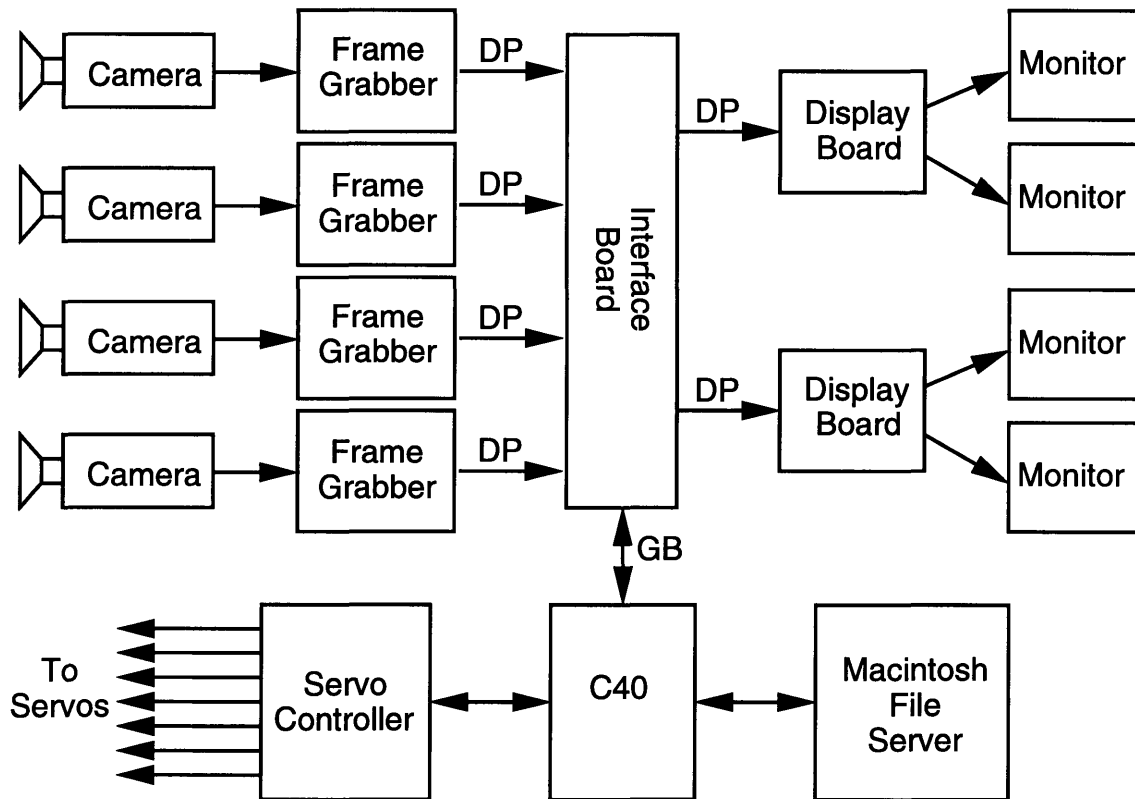 Camera
Frame
Grabber
DP
Camera
Frame
Grabber
DP
Camera
Frame
Grabber
DP
Camera
Frame
Grabber
DP
Interface
Board
DP
Display
Board
Monitor
Monitor
DP
Display
Board
Monitor
Monitor
GB
To
Servos
Servo
Controller
C40
Macintosh
File
Server